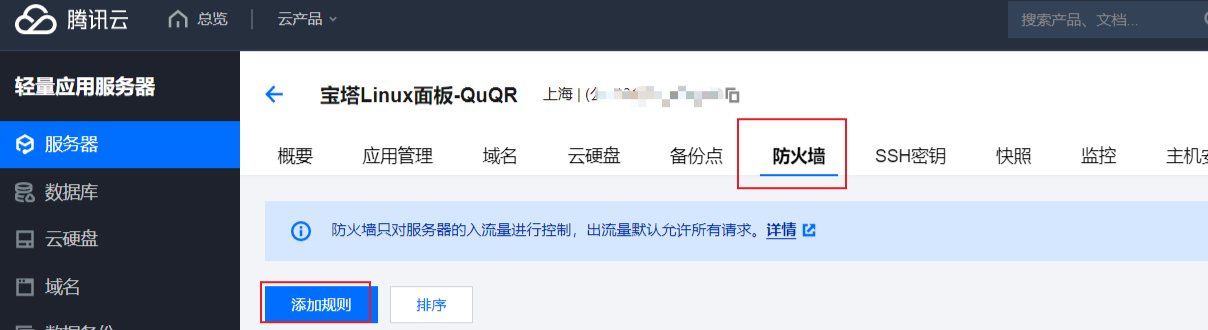 腾讯云 总览 云产品 搜索产品、文档...
轻量应用服务器
宝塔Linux面板-QuQR 上海 | (
服务器
概要 应用管理 域名 云硬盘 备份点 防火墙 SSH密钥 快照 监控 主机
数据库
防火墙只对服务器的入流量进行控制，出流量默认允许所有请求。详情
云硬盘
域名
添加规则 排序